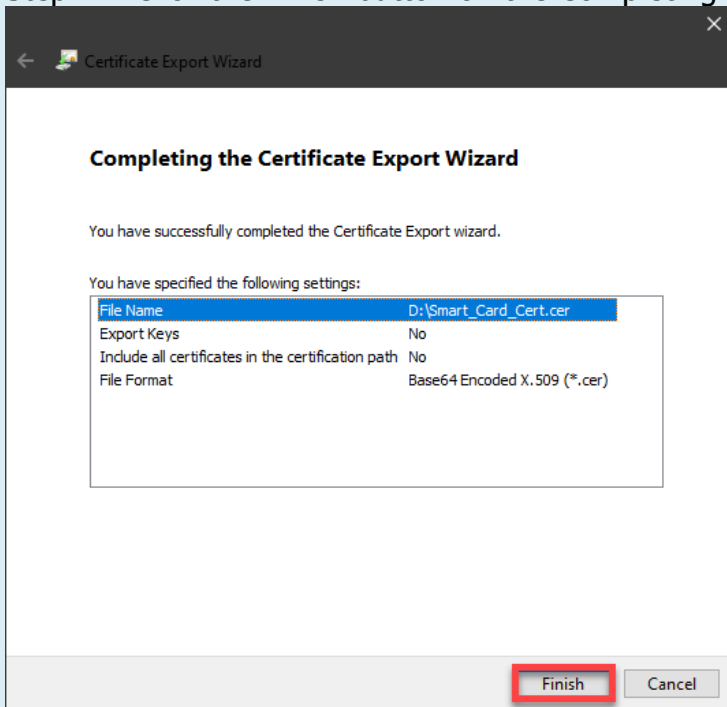 Certificate Export Wizard
Completing the Certificate Export Wizard
You have successfully completed the Certificate Export wizard.
You have specified the following settings:
File Name D:\Smart_Card_Cert.cer
Export Keys No
Include all certificates in the certification path No
File Format Base64 Encoded X.509 (*.cer)
Finish Cancel